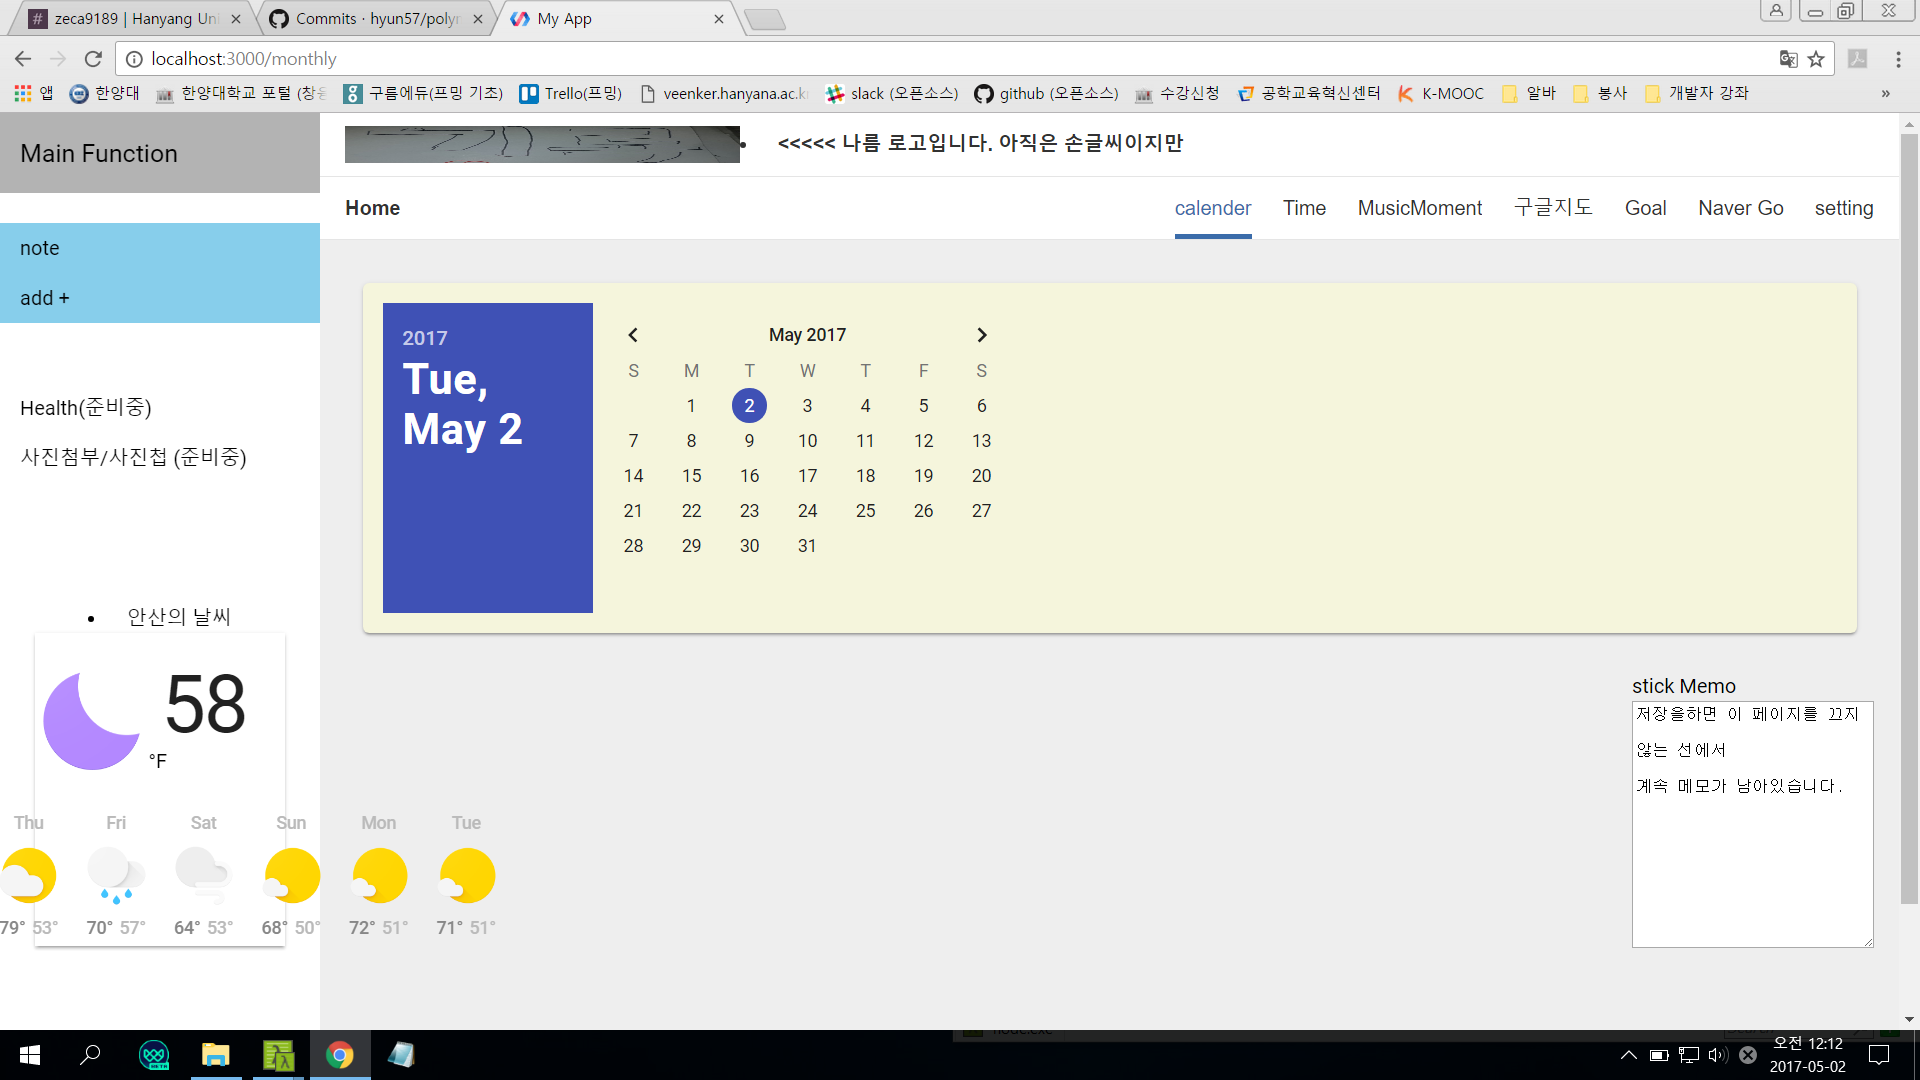 zeca9189 | Hanyang Uni
Commits · hyun57/polym
My App
localhost:3000/monthly
앱
한양대
한양대학교 포털 (창용
구름에듀(프밍 기초)
Trello(프밍)
veenker.hanyana.ac.kr
slack (오픈소스)
github (오픈소스)
수강신청
공학교육혁신센터
K-MOOC
알바
봉사
개발자 강좌
»
Main Function
<<<<< 나름 로고입니다. 아직은 손글씨이지만
Home
calender
Time
MusicMoment
구글지도
Goal
Naver Go
setting
note
add +
Health(준비중)
사진첨부/사진첩 (준비중)
2017
Tue,
May 2
May 2017
S M T W T F S
1 2 3 4 5 6
7 8 9 10 11 12 13
14 15 16 17 18 19 20
21 22 23 24 25 26 27
28 29 30 31
안산의 날씨
58
°F
Thu Fri Sat Sun Mon Tue
79° 53° 70° 57° 64° 53° 68° 50° 72° 51° 71° 51°
stick Memo
저장을하면 이 페이지를 끄지
않는 선에서
계속 메모가 남아있습니다.
오전 12:12
2017-05-02